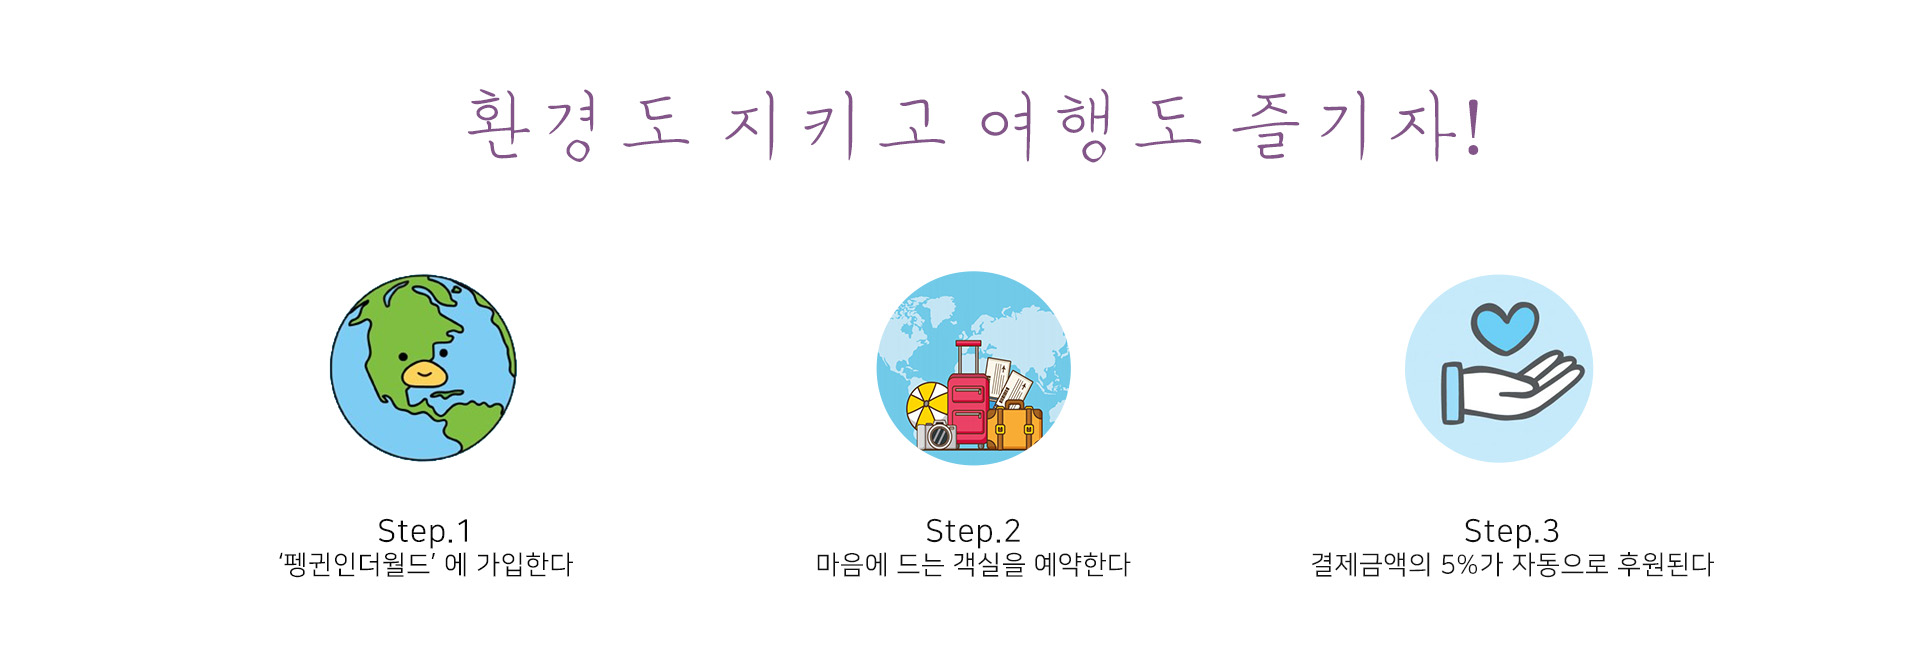 환경도 지키고 여행도 즐기자!
Step.1
‘펭귄인더월드’ 에 가입한다
Step.2
마음에 드는 객실을 예약한다
Step.3
결제금액의 5%가 자동으로 후원된다